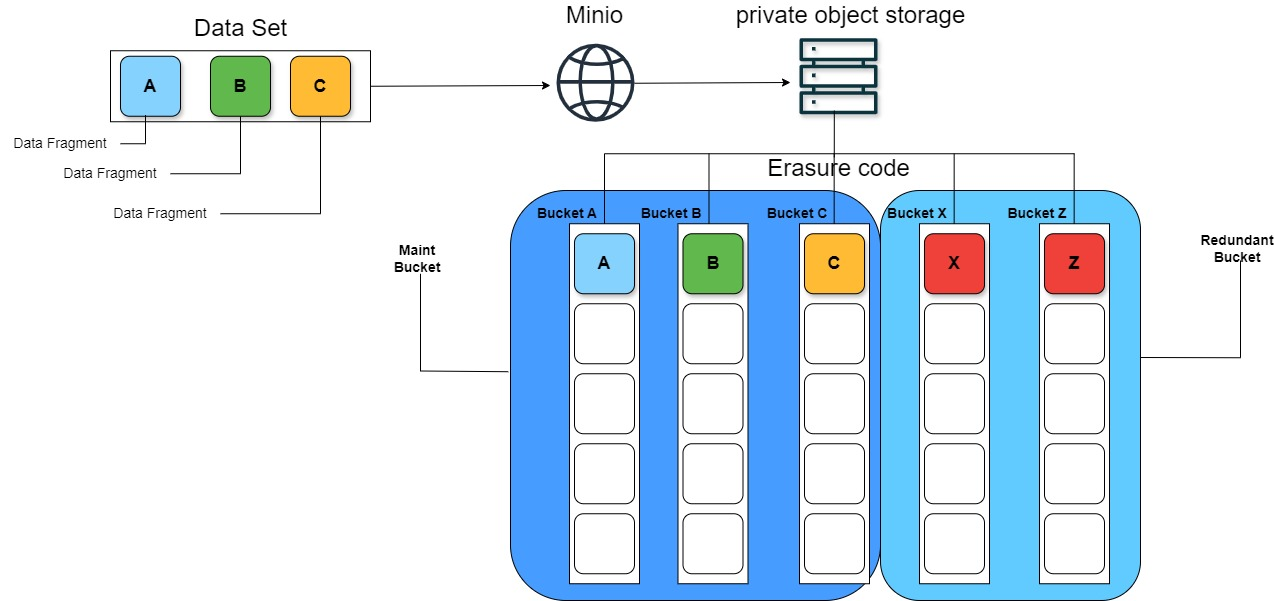 Data Set
Minio
private object storage
A
B
C
Data Fragment
Data Fragment
Data Fragment
Erasure code
Bucket A
Bucket B
Bucket C
Bucket X
Bucket Z
Maint
Bucket
Redundant
Bucket
A
B
C
X
Z